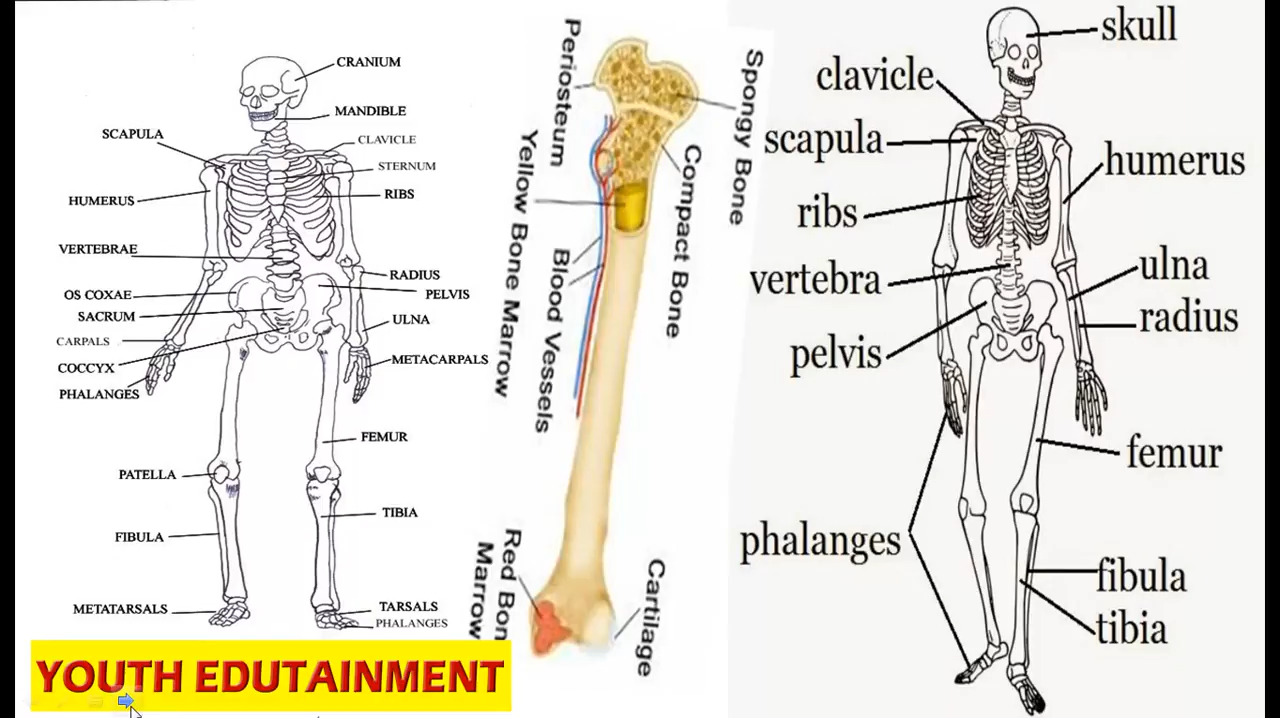 CRANIUM
MANDIBLE
SCAPULA
CLAVICLE
STERNUM
HUMERUS
RIBS
VERTEBRAE
RADIUS
OS COXAE
PELVIS
SACRUM
ULNA
CARPALS
COCCYX
METACARPALS
PHALANGES
FEMUR
PATELLA
TIBIA
FIBULA
METATARSALS
TARSALS
PHALANGES
YOUTH EDUTAINMENT
Periosteum
Spongy Bone
Yellow Bone Marrow
Compact Bone
Blood Vessels
Red Bon
Marrow
Cartilage
skull
clavicle
scapula
humerus
ribs
vertebra
ulna
radius
pelvis
femur
phalanges
fibula
tibia